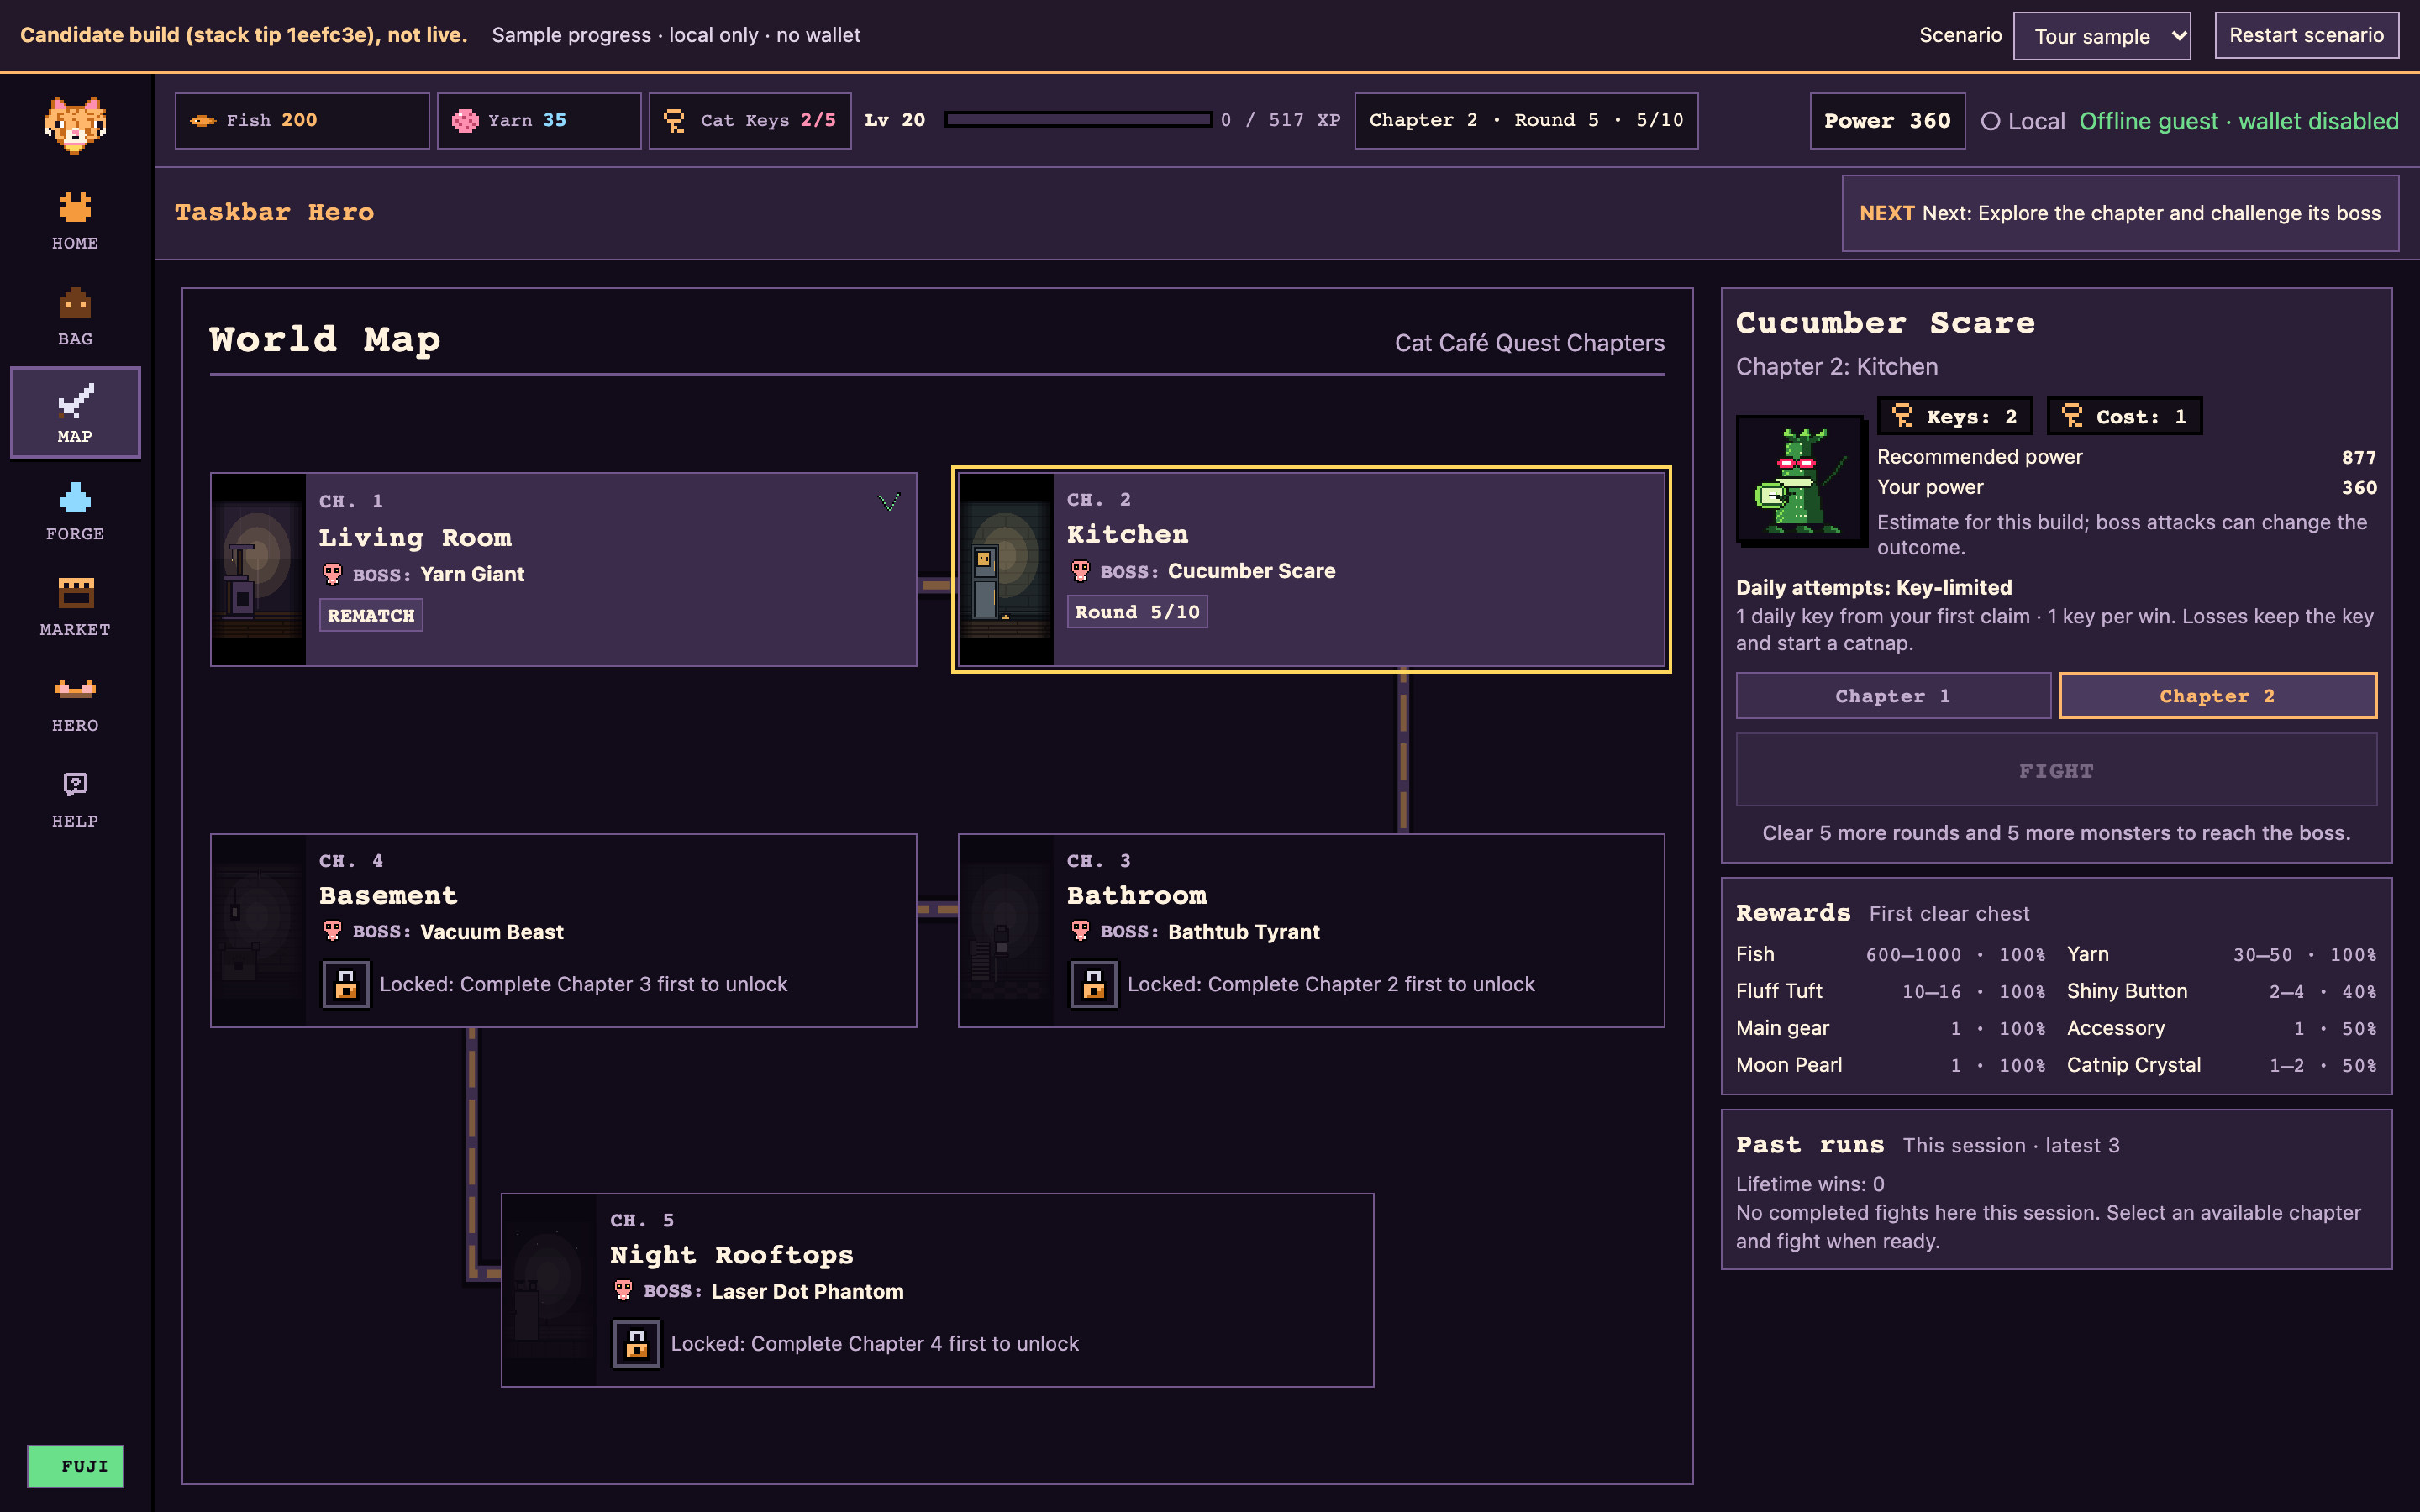 Candidate build (stack tip 1eefc3e), not live. Sample progress · local only · no wallet Scenario Tour sample Restart scenario
Fish 200 Yarn 35 Cat Keys 2/5 Lv 20 0 / 517 XP Chapter 2 · Round 5 · 5/10 Power 360 Local Offline guest · wallet disabled
Taskbar Hero NEXT Next: Explore the chapter and challenge its boss
HOME
BAG
MAP
FORGE
MARKET
HERO
HELP
FUJI
World Map Cat Café Quest Chapters
CH. 1
Living Room
BOSS: Yarn Giant
REMATCH
CH. 2
Kitchen
BOSS: Cucumber Scare
Round 5/10
CH. 4
Basement
BOSS: Vacuum Beast
Locked: Complete Chapter 3 first to unlock
CH. 3
Bathroom
BOSS: Bathtub Tyrant
Locked: Complete Chapter 2 first to unlock
CH. 5
Night Rooftops
BOSS: Laser Dot Phantom
Locked: Complete Chapter 4 first to unlock
Cucumber Scare
Chapter 2: Kitchen
Keys: 2 Cost: 1
Recommended power 877
Your power 360
Estimate for this build; boss attacks can change the
outcome.
Daily attempts: Key-limited
1 daily key from your first claim · 1 key per win. Losses keep the key
and start a catnap.
Chapter 1 Chapter 2
FIGHT
Clear 5 more rounds and 5 more monsters to reach the boss.
Rewards First clear chest
Fish 600–1000 · 100% Yarn 30–50 · 100%
Fluff Tuft 10–16 · 100% Shiny Button 2–4 · 40%
Main gear 1 · 100% Accessory 1 · 50%
Moon Pearl 1 · 100% Catnip Crystal 1–2 · 50%
Past runs This session · latest 3
Lifetime wins: 0
No completed fights here this session. Select an available chapter
and fight when ready.